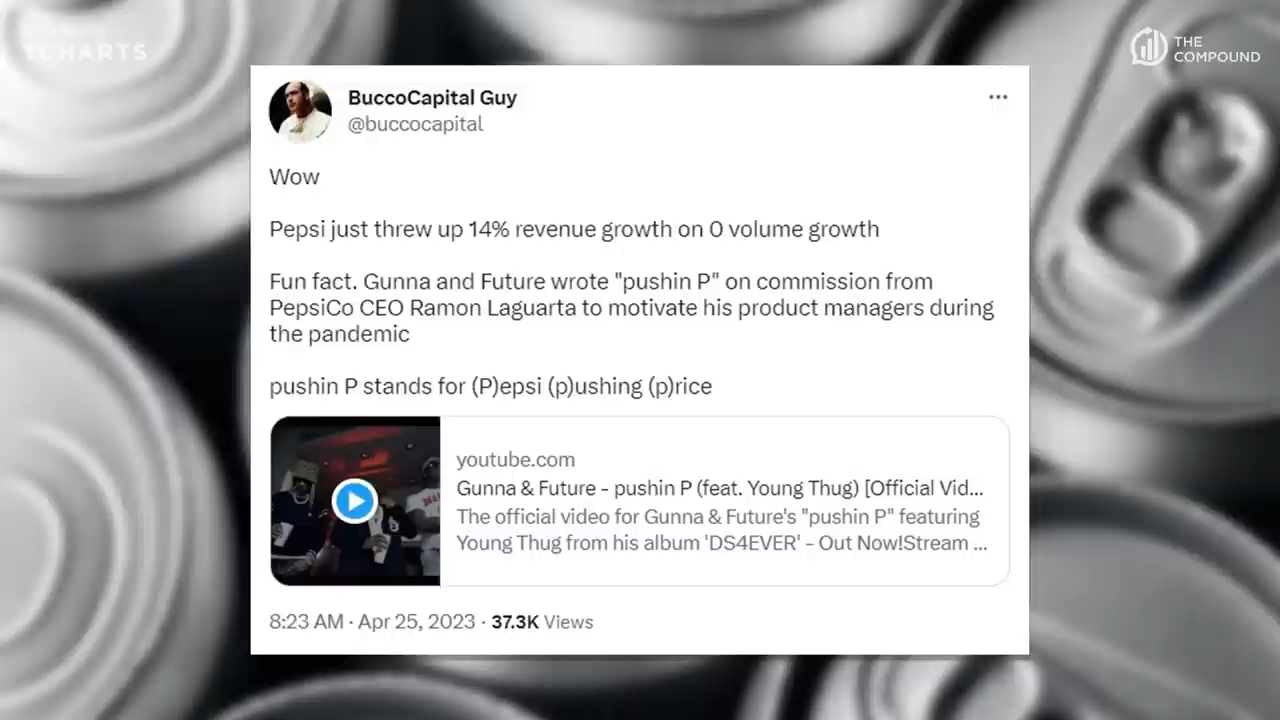 YCHARTS
THE
COMPOUND
BuccoCapital Guy
@buccocapital
Wow
Pepsi just threw up 14% revenue growth on 0 volume growth
Fun fact. Gunna and Future wrote "pushin P" on commission from
PepsiCo CEO Ramon Laguarta to motivate his product managers during
the pandemic
pushin P stands for (P)epsi (p)ushing (p)rice
youtube.com
Gunna & Future - pushin P (feat. Young Thug) [Official Vid...
The official video for Gunna & Future's "pushin P" featuring
Young Thug from his album 'DS4EVER' - Out Now!Stream ...
8:23 AM · Apr 25, 2023 · 37.3K Views